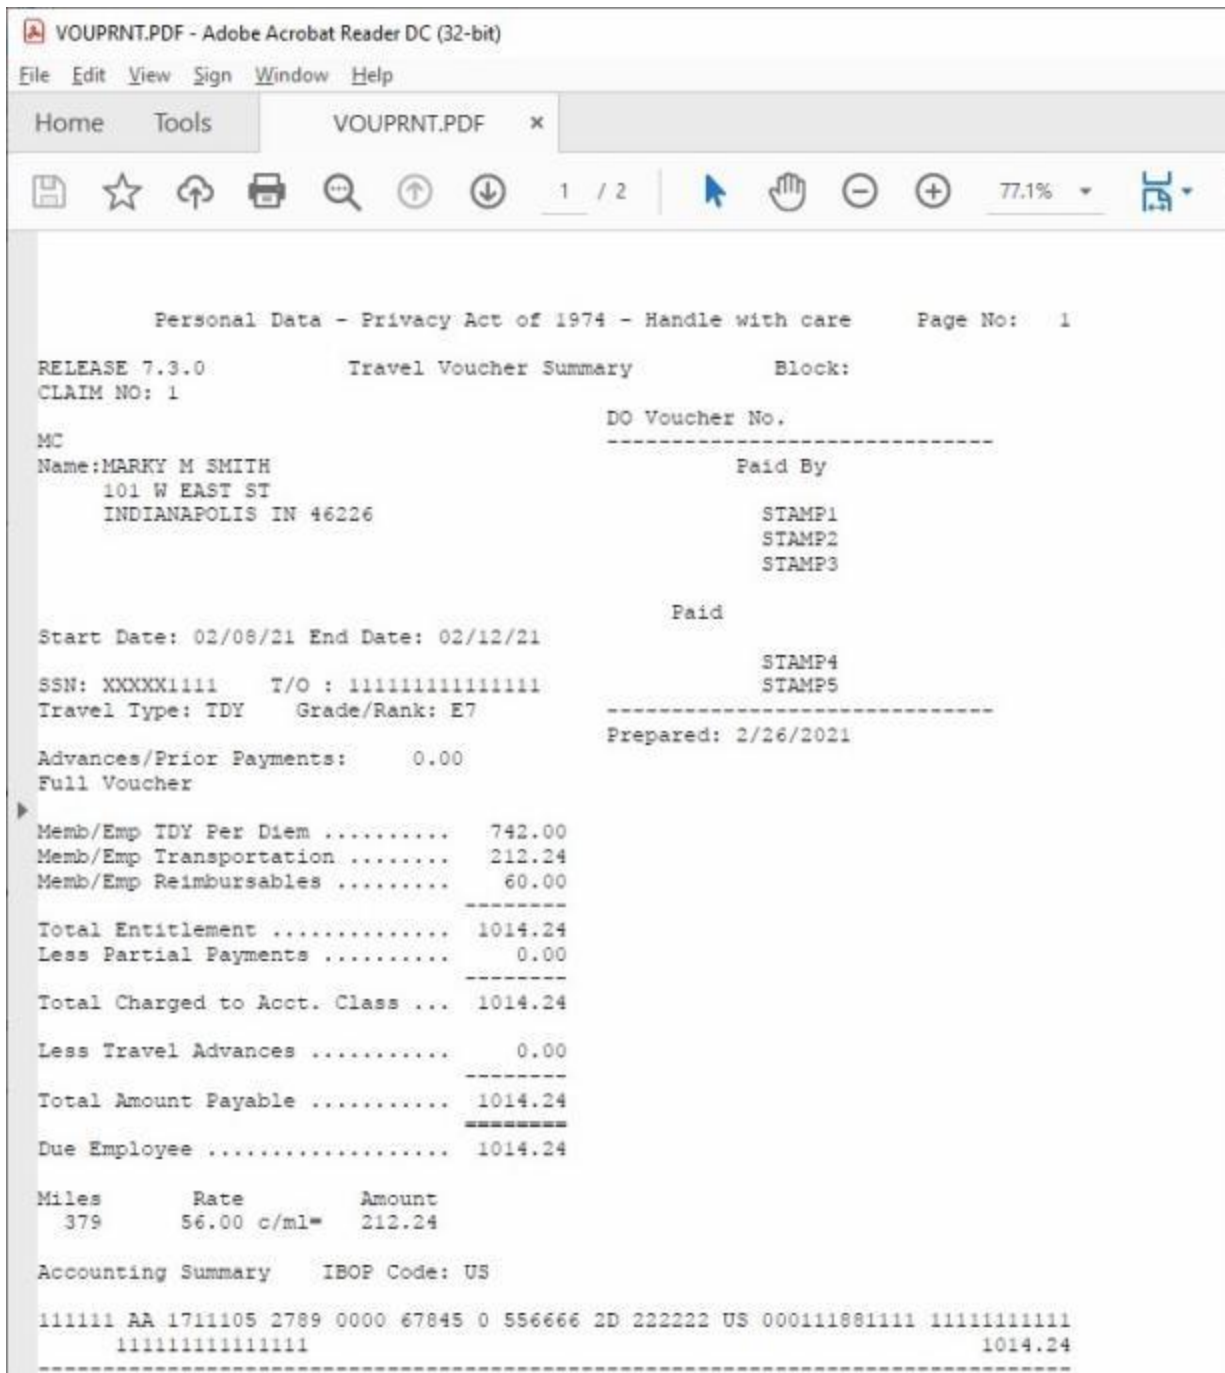 VOUPRNT.PDF - Adobe Acrobat Reader DC (32-bit)
File Edit View Sign Window Help
Home Tools VOUPRNT.PDF ×
1 / 2 77.1%
Personal Data - Privacy Act of 1974 - Handle with care Page No: 1
RELEASE 7.3.0 Travel Voucher Summary Block:
CLAIM NO: 1
DO Voucher No.
MC ------------------------------
Name:MARKY M SMITH Paid By
101 W EAST ST
INDIANAPOLIS IN 46226 STAMP1
STAMP2
STAMP3
Paid
Start Date: 02/08/21 End Date: 02/12/21
STAMP4
SSN: XXXXX1111 T/O : 111111111111111 STAMP5
Travel Type: TDY Grade/Rank: E7 ------------------------------
Prepared: 2/26/2021
Advances/Prior Payments: 0.00
Full Voucher
Memb/Emp TDY Per Diem .......... 742.00
Memb/Emp Transportation ........ 212.24
Memb/Emp Reimbursables ......... 60.00
--------
Total Entitlement .............. 1014.24
Less Partial Payments .......... 0.00
--------
Total Charged to Acct. Class ... 1014.24
Less Travel Advances ........... 0.00
--------
Total Amount Payable ........... 1014.24
========
Due Employee ................... 1014.24
Miles Rate Amount
379 56.00 c/ml= 212.24
Accounting Summary IBOP Code: US
111111 AA 1711105 2789 0000 67845 0 556666 2D 222222 US 000111881111 11111111111
111111111111111 1014.24
--------------------------------------------------------------------------------